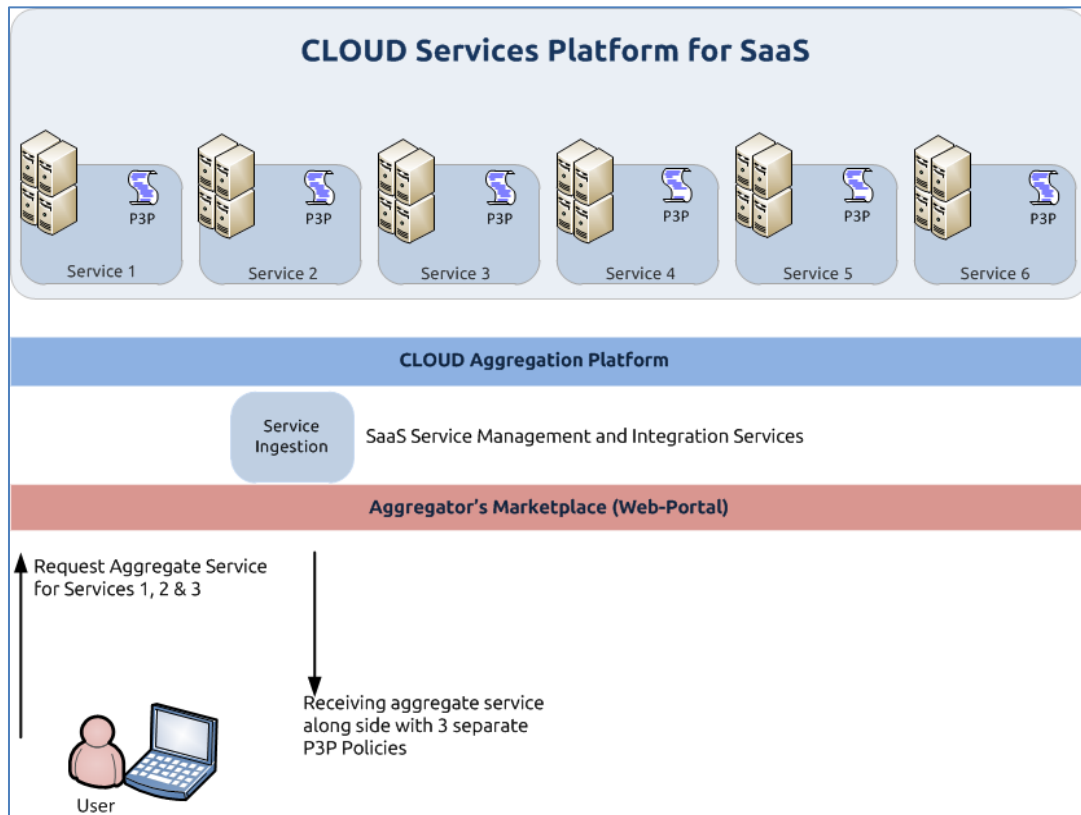 CLOUD Services Platform for SaaS
P3P
P3P
P3P
P3P
P3P
P3P
Service 1
Service 2
Service 3
Service 4
Service 5
Service 6
CLOUD Aggregation Platform
Service
Ingestion
SaaS Service Management and Integration Services
Aggregator's Marketplace (Web-Portal)
Request Aggregate Service
for Services 1, 2 & 3
Receiving aggregate service
along side with 3 separate
P3P Policies
User